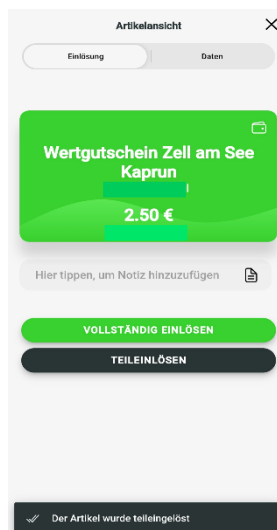 Artikelansicht
Einlösung
Daten
Wertgutschein Zell am See
Kaprun
2.50 €
Hier tippen, um Notiz hinzuzufügen
VOLLSTÄNDIG EINLÖSEN
TEILEINLÖSEN
Der Artikel wurde teileingelöst